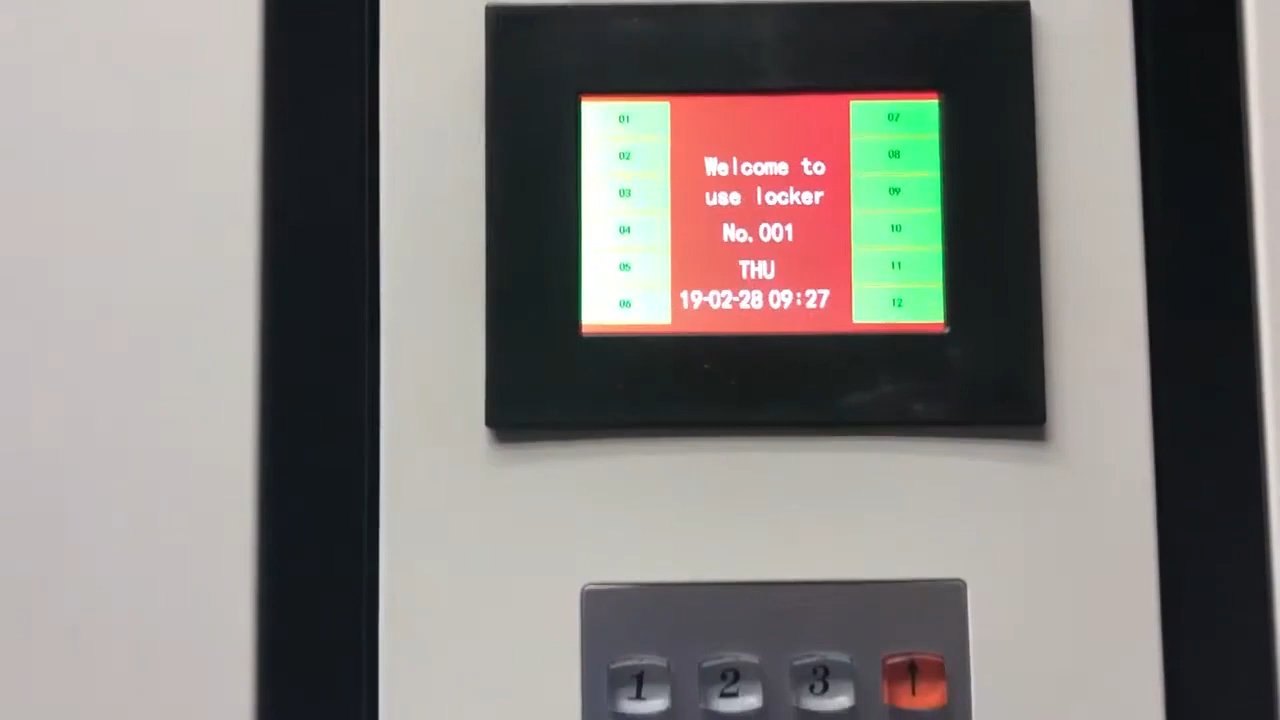 01
02
03
04
05
06
Welcome to
use locker
No.001
THU
19-02-28 09:27
07
08
09
10
11
12
1 2 3 ↑